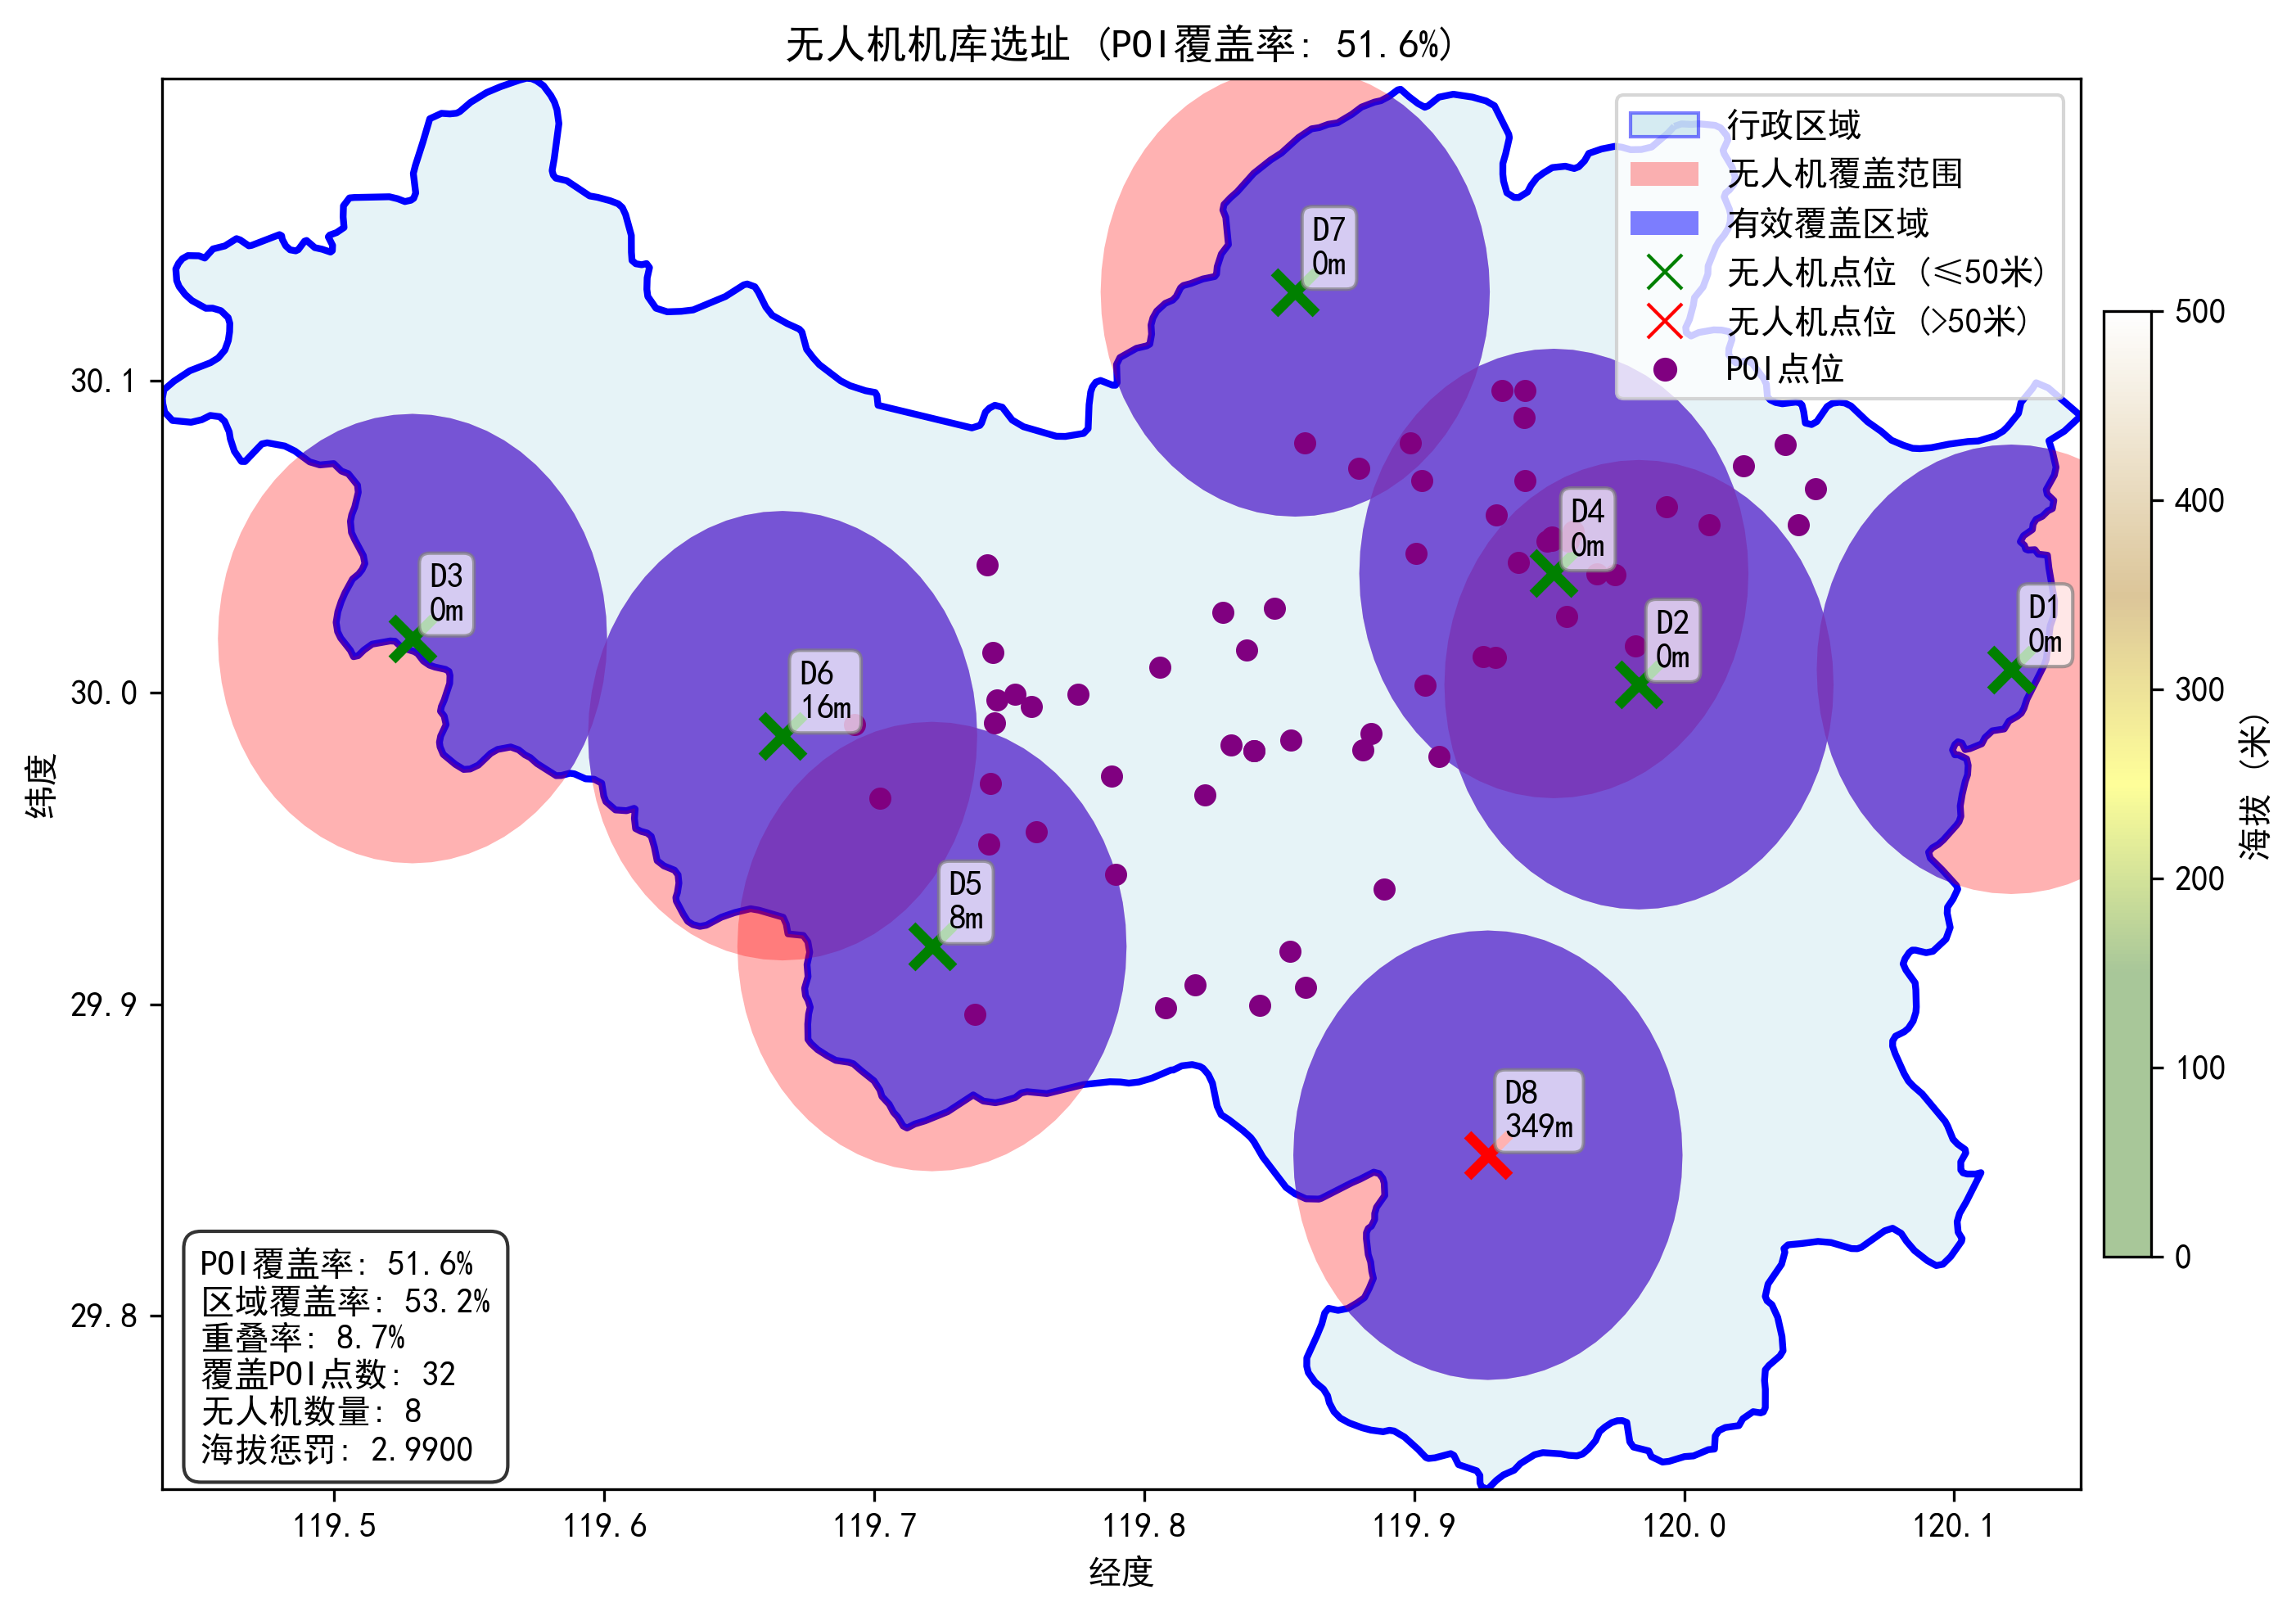 无人机机库选址 (POI覆盖率: 51.6%)
行政区域
无人机覆盖范围
有效覆盖区域
无人机点位 (≤50米)
无人机点位 (>50米)
POI点位
D7
0m
D4
0m
D3
0m
D2
0m
D1
0m
D6
16m
D5
8m
D8
349m
POI覆盖率: 51.6%
区域覆盖率: 53.2%
重叠率: 8.7%
覆盖POI点数: 32
无人机数量: 8
海拔惩罚: 2.9900
30.1
30.0
29.9
29.8
纬度
119.5 119.6 119.7 119.8 119.9 120.0 120.1
经度
500
400
300
200
100
0
海拔 (米)